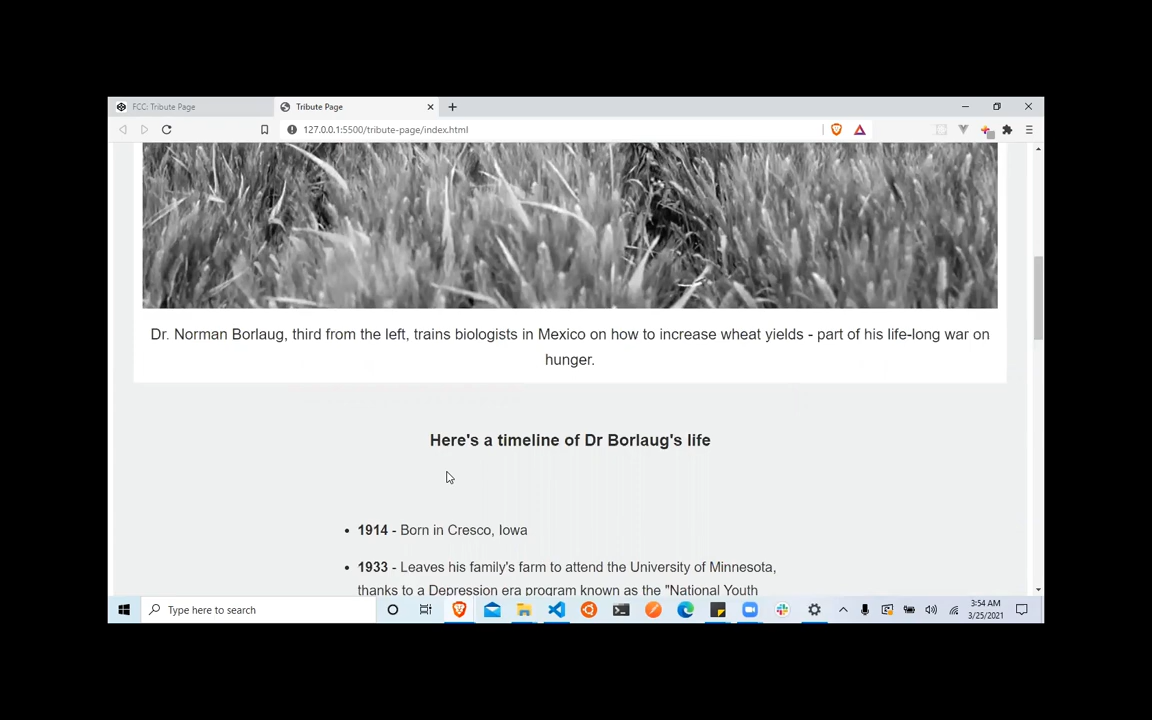 FCC: Tribute Page
Tribute Page
127.0.0.1:5500/tribute-page/index.html
Dr. Norman Borlaug, third from the left, trains biologists in Mexico on how to increase wheat yields - part of his life-long war on
hunger.
Here's a timeline of Dr Borlaug's life
• 1914 - Born in Cresco, Iowa
• 1933 - Leaves his family's farm to attend the University of Minnesota,
thanks to a Depression era program known as the "National Youth
Type here to search
3:54 AM
3/25/2021